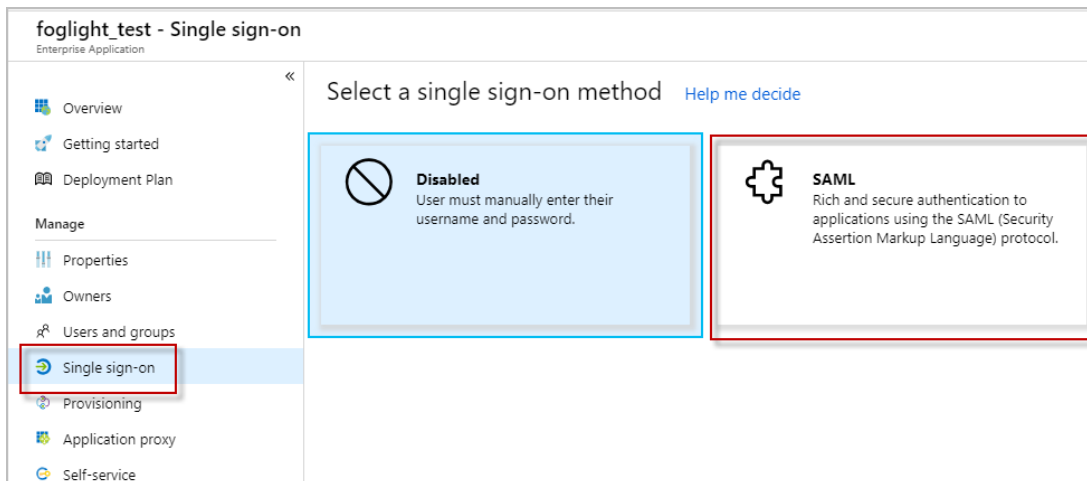 foglight_test - Single sign-on
Enterprise Application
«
Overview
Getting started
Deployment Plan
Manage
Properties
Owners
Users and groups
Single sign-on
Provisioning
Application proxy
Self-service
Select a single sign-on method Help me decide
Disabled
User must manually enter their
username and password.
SAML
Rich and secure authentication to
applications using the SAML (Security
Assertion Markup Language) protocol.